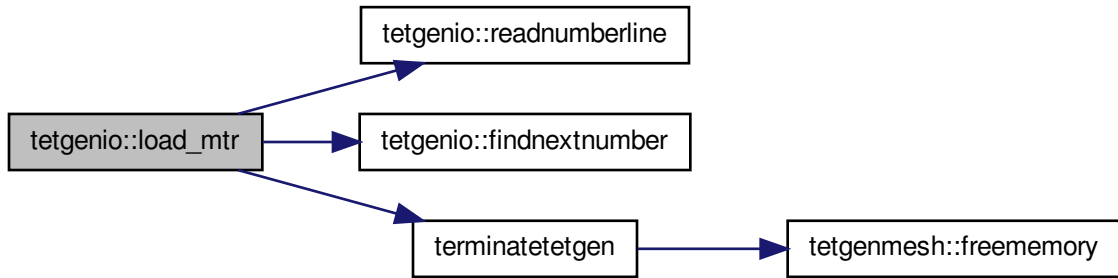 tetgenio::readnumberline
tetgenio::load_mtr
tetgenio::findnextnumber
terminatetetgen
tetgenmesh::freememory